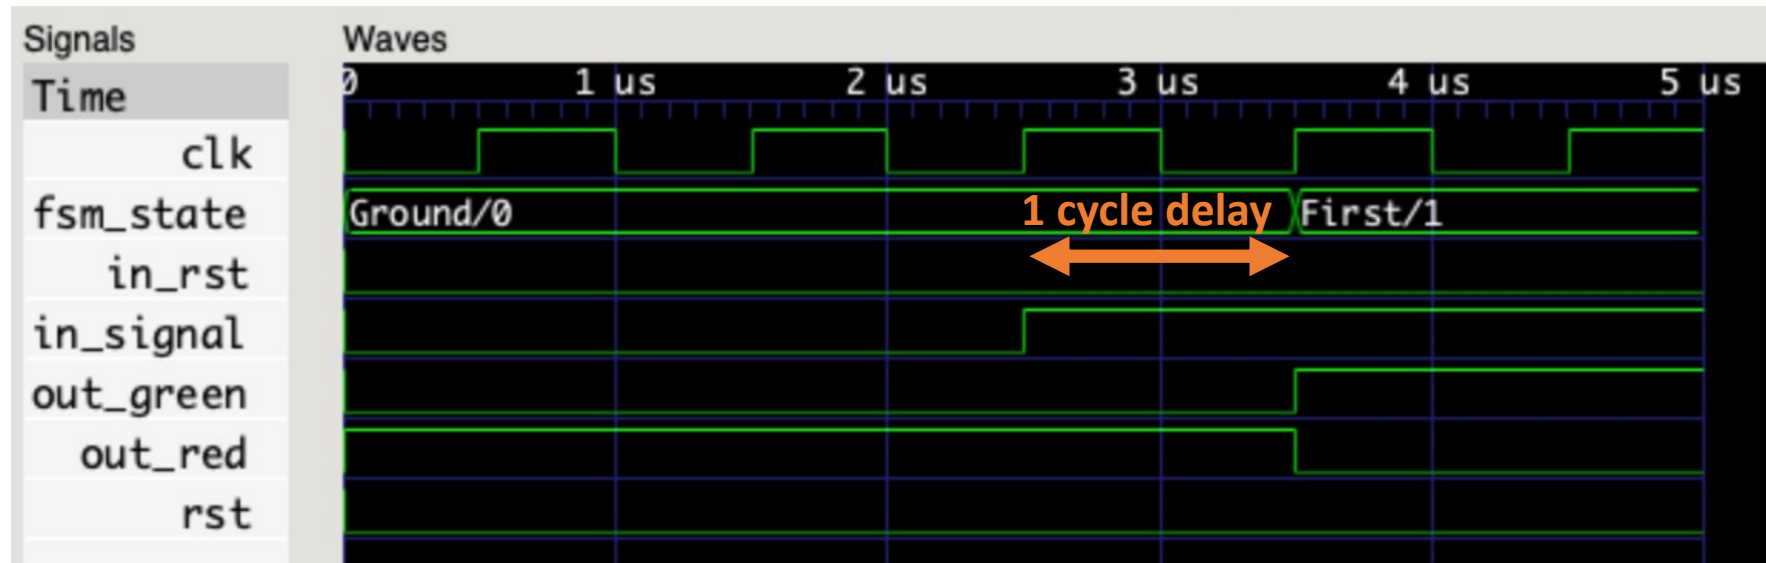 Signals
Waves
Time
0 1 us 2 us 3 us 4 us 5 us
clk
fsm_state
Ground/0 1 cycle delay First/1
in_rst
in_signal
out_green
out_red
rst